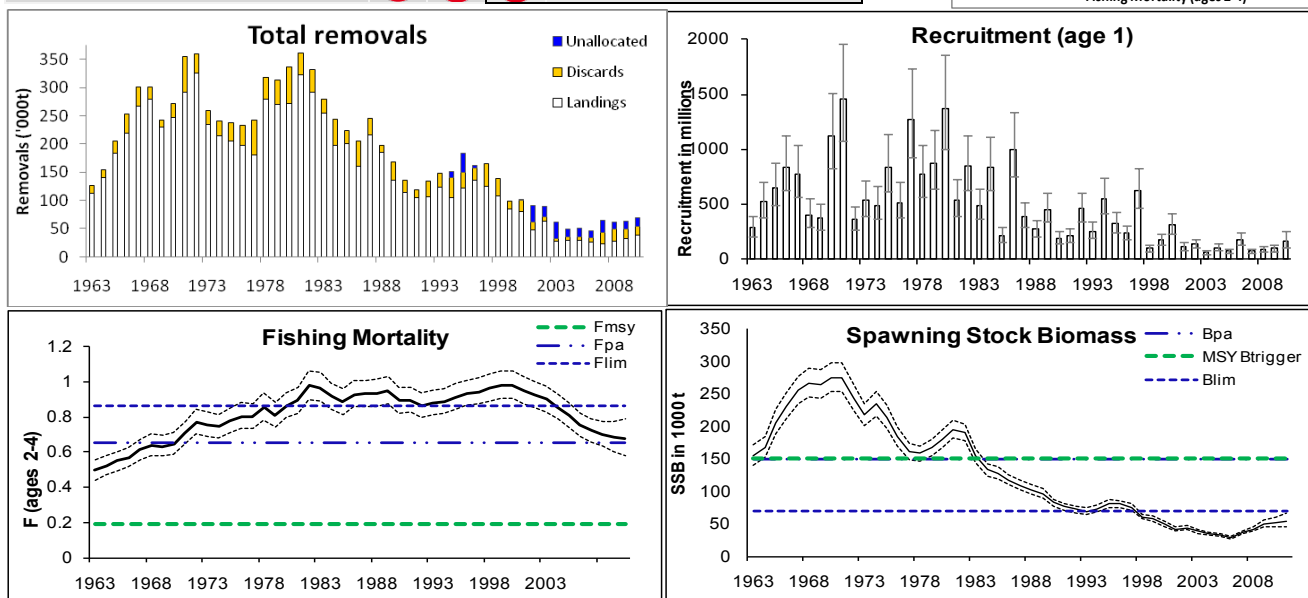 Total removals
Unallocated
Discards
Landings
Removals ('000t)
350
300
250
200
150
100
50
0
1963 1968 1973 1978 1983 1988 1993 1998 2003 2008
Recruitment (age 1)
Recruitment in millions
2000
1500
1000
500
0
1963 1968 1973 1978 1983 1988 1993 1998 2003 2008
Fishing Mortality
Fmsy
Fpa
Flim
F (ages 2-4)
1.2
1
0.8
0.6
0.4
0.2
0
1963 1968 1973 1978 1983 1988 1993 1998 2003
Spawning Stock Biomass
Bpa
MSY Btrigger
Blim
SSB in 1000 t
350
300
250
200
150
100
50
0
1963 1968 1973 1978 1983 1988 1993 1998 2003 2008